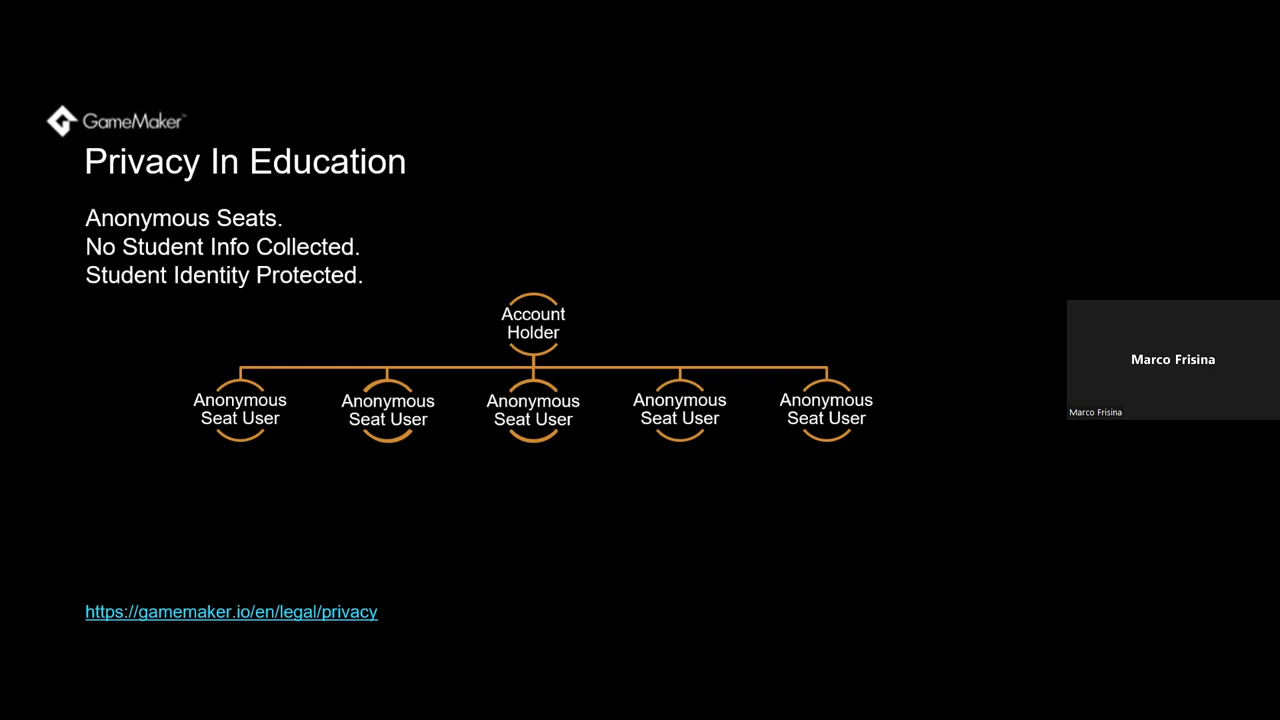 GameMaker™
Privacy In Education
Anonymous Seats.
No Student Info Collected.
Student Identity Protected.
Account
Holder
Anonymous
Seat User
Anonymous
Seat User
Anonymous
Seat User
Anonymous
Seat User
Anonymous
Seat User
https://gamemaker.io/en/legal/privacy
Marco Frisina
Marco Frisina